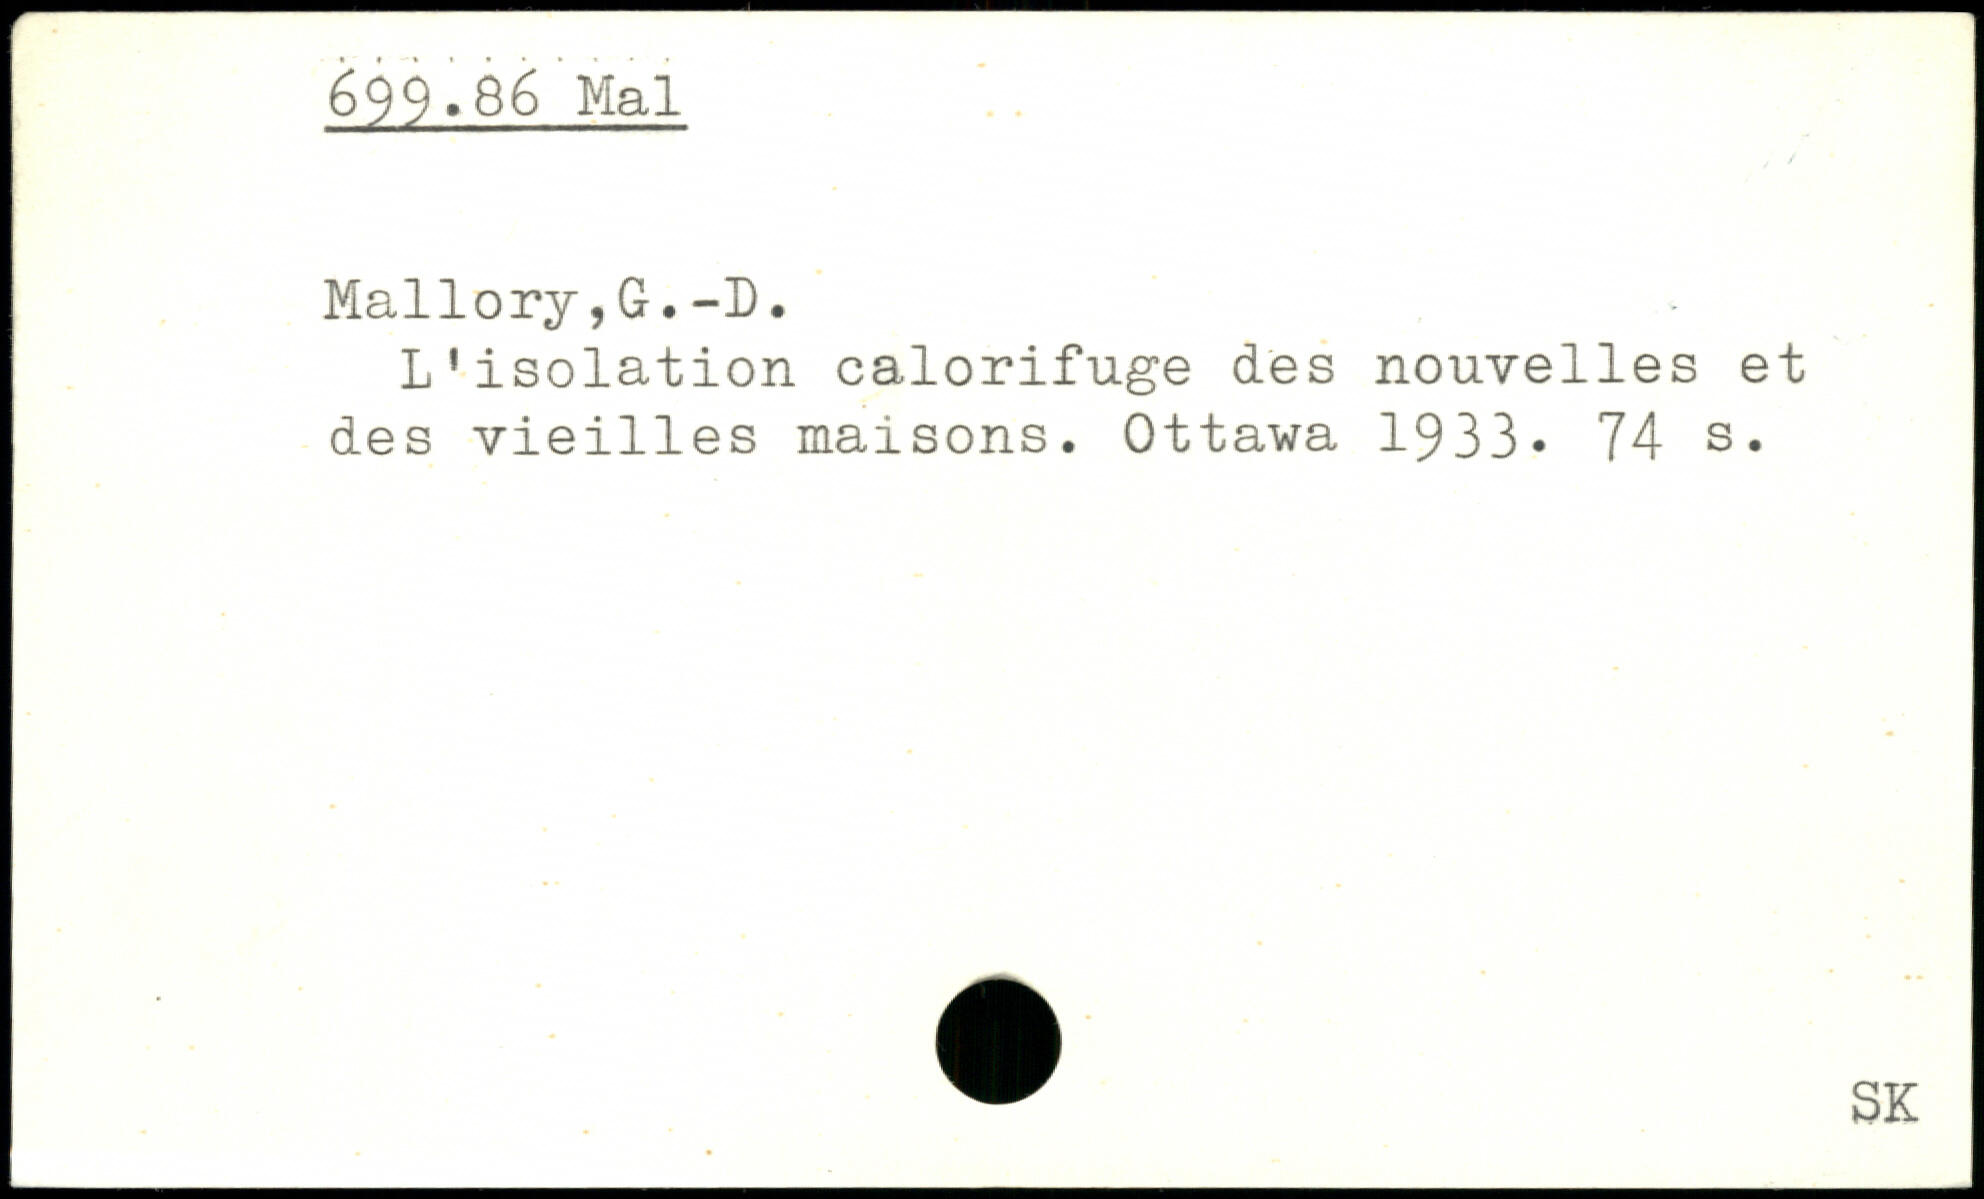 699.86 Mal
Mallory,G.-D.
L'isolation calorifuge des nouvelles et
des vieilles maisons. Ottawa 1933. 74 s.
SK